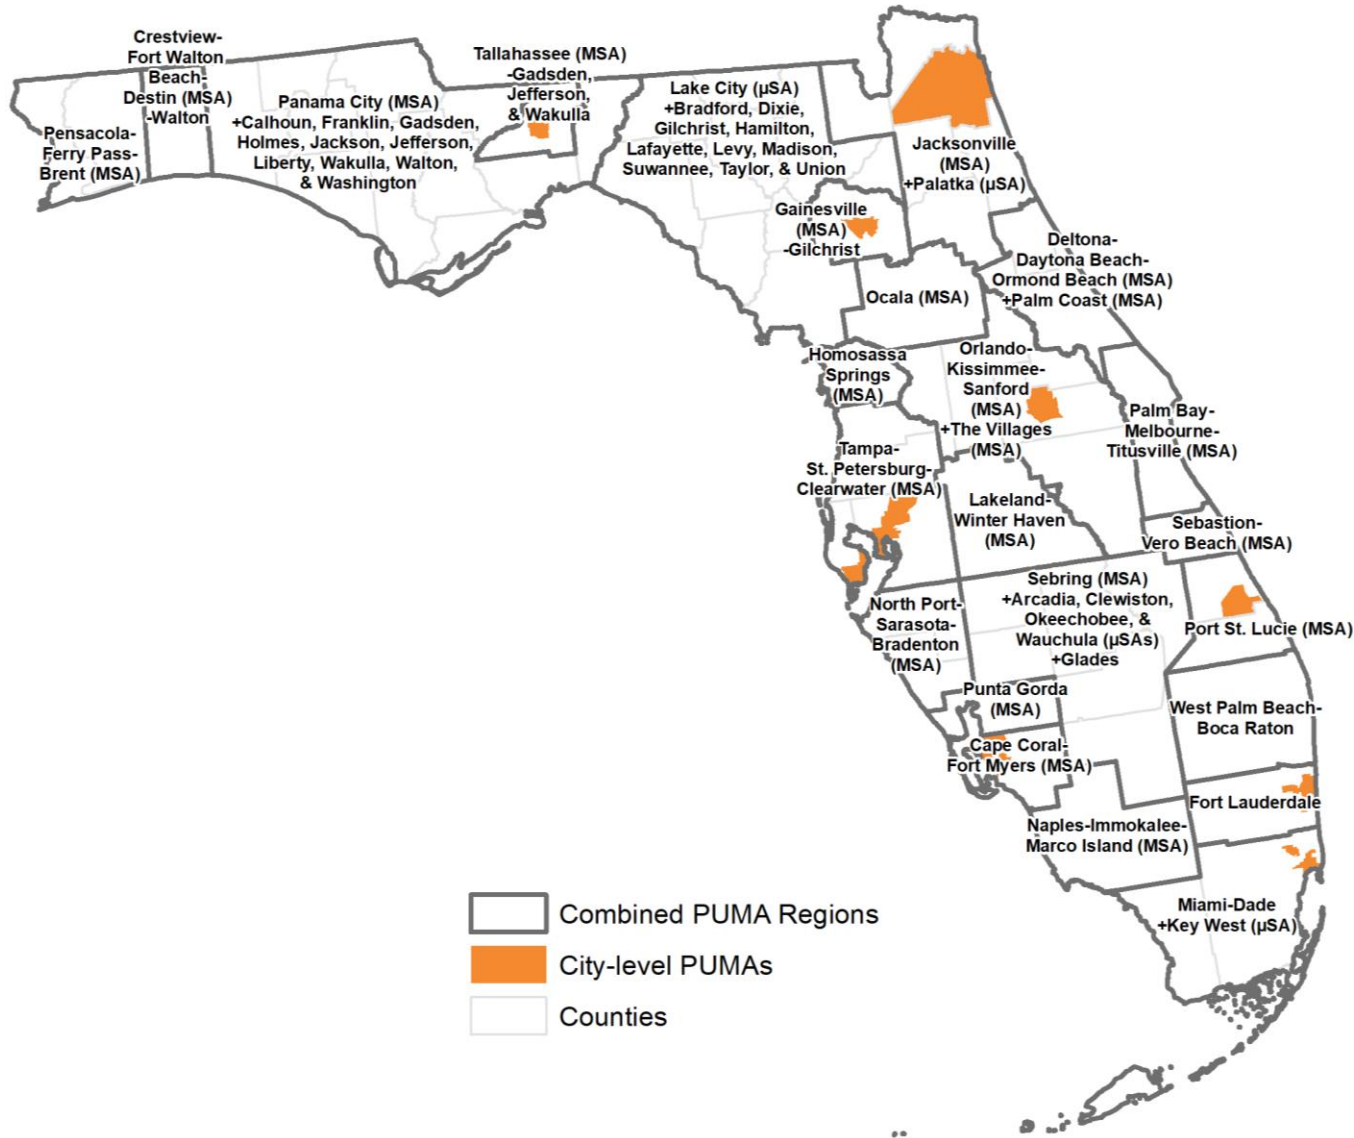 Crestview-
Fort Walton
Beach-
Destin (MSA)
-Walton
Pensacola-
Ferry Pass-
Brent (MSA)
Panama City (MSA)
+Calhoun, Franklin, Gadsden,
Holmes, Jackson, Jefferson,
Liberty, Wakulla, Walton,
& Washington
Tallahassee (MSA)
-Gadsden,
Jefferson,
& Wakulla
Lake City (µSA)
+Bradford, Dixie,
Gilchrist, Hamilton,
Lafayette, Levy, Madison,
Suwannee, Taylor, & Union
Jacksonville
(MSA)
+Palatka (µSA)
Gainesville
(MSA)
-Gilchrist
Deltona-
Daytona Beach-
Ormond Beach (MSA)
+Palm Coast (MSA)
Ocala (MSA)
Homosassa
Springs
(MSA)
Orlando-
Kissimmee-
Sanford
(MSA)
+The Villages
(MSA)
Palm Bay-
Melbourne-
Titusville (MSA)
Tampa-
St. Petersburg-
Clearwater (MSA)
Lakeland-
Winter Haven
(MSA)
Sebastion-
Vero Beach (MSA)
Sebring (MSA)
+Arcadia, Clewiston,
Okeechobee, &
Wauchula (µSAs)
+Glades
North Port-
Sarasota-
Bradenton
(MSA)
Port St. Lucie (MSA)
Punta Gorda
(MSA)
West Palm Beach-
Boca Raton
Cape Coral-
Fort Myers (MSA)
Fort Lauderdale
Naples-Immokalee-
Marco Island (MSA)
Miami-Dade
+Key West (µSA)
Combined PUMA Regions
City-level PUMAs
Counties